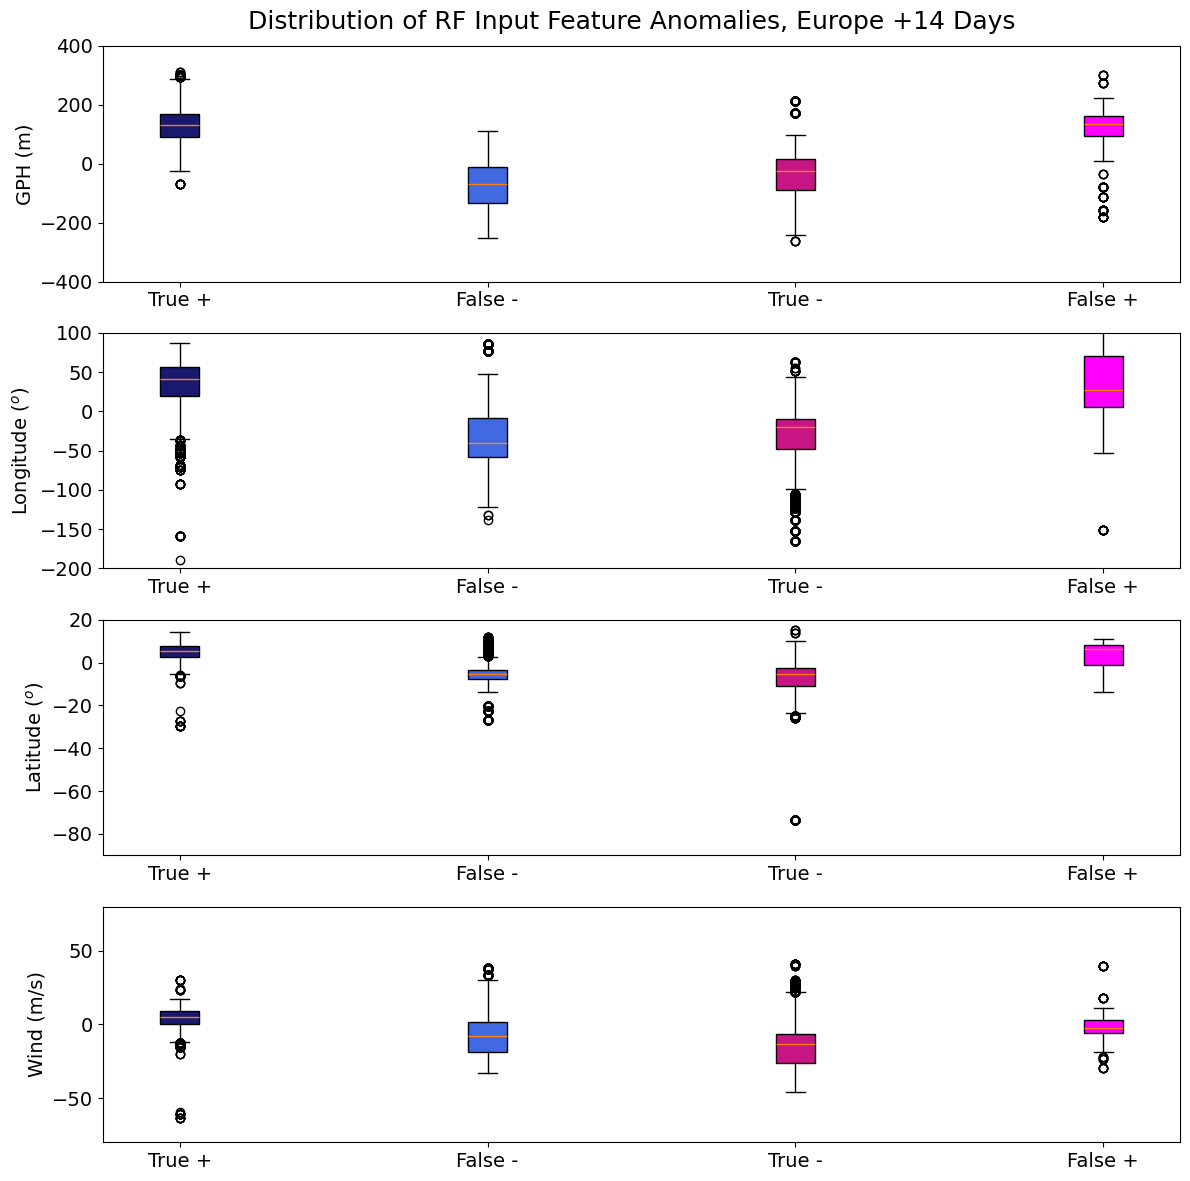 Distribution of RF Input Feature Anomalies, Europe +14 Days
GPH (m)
400
200
0
−200
−400
True +
False -
True -
False +
Longitude (°)
100
50
0
−50
−100
−150
−200
True +
False -
True -
False +
Latitude (°)
20
0
−20
−40
−60
−80
True +
False -
True -
False +
Wind (m/s)
50
0
−50
True +
False -
True -
False +